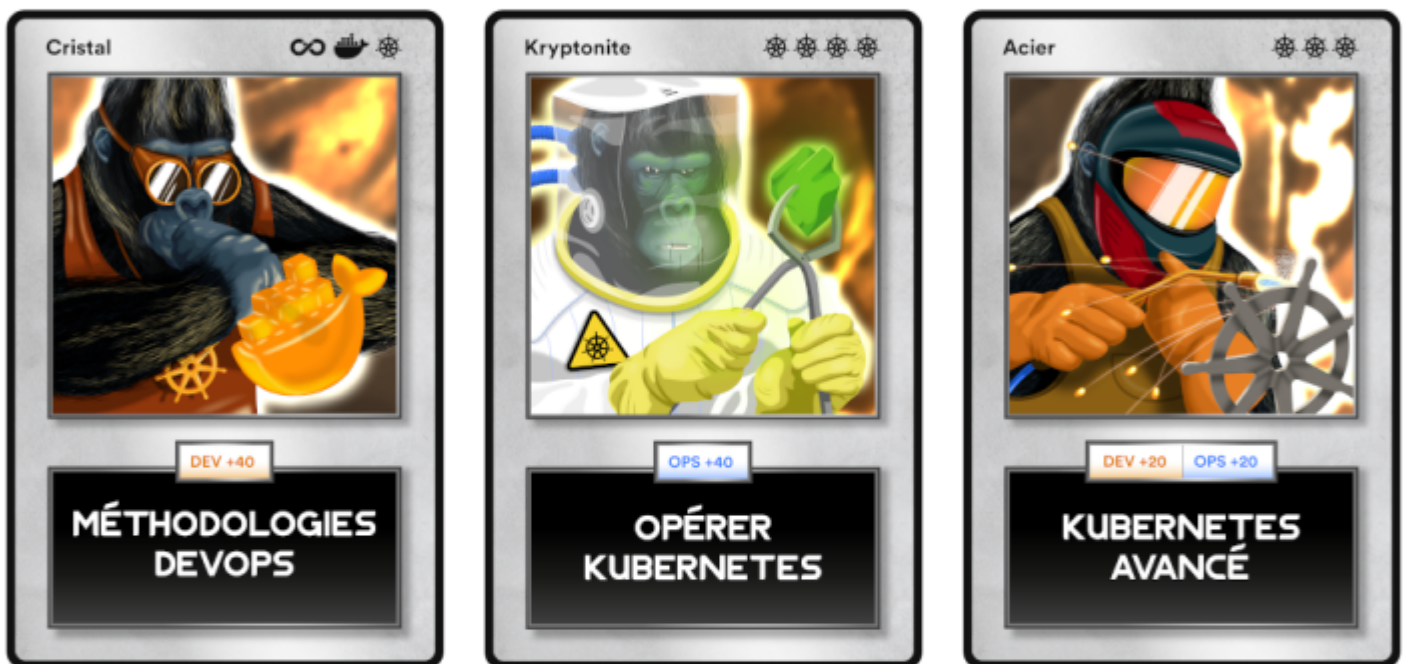 Cristal
DEV +40
MÉTHODOLOGIES
DEVOPS
Kryptonite
OPS +40
OPÉRER
KUBERNETES
Acier
DEV +20 OPS +20
KUBERNETES
AVANCÉ